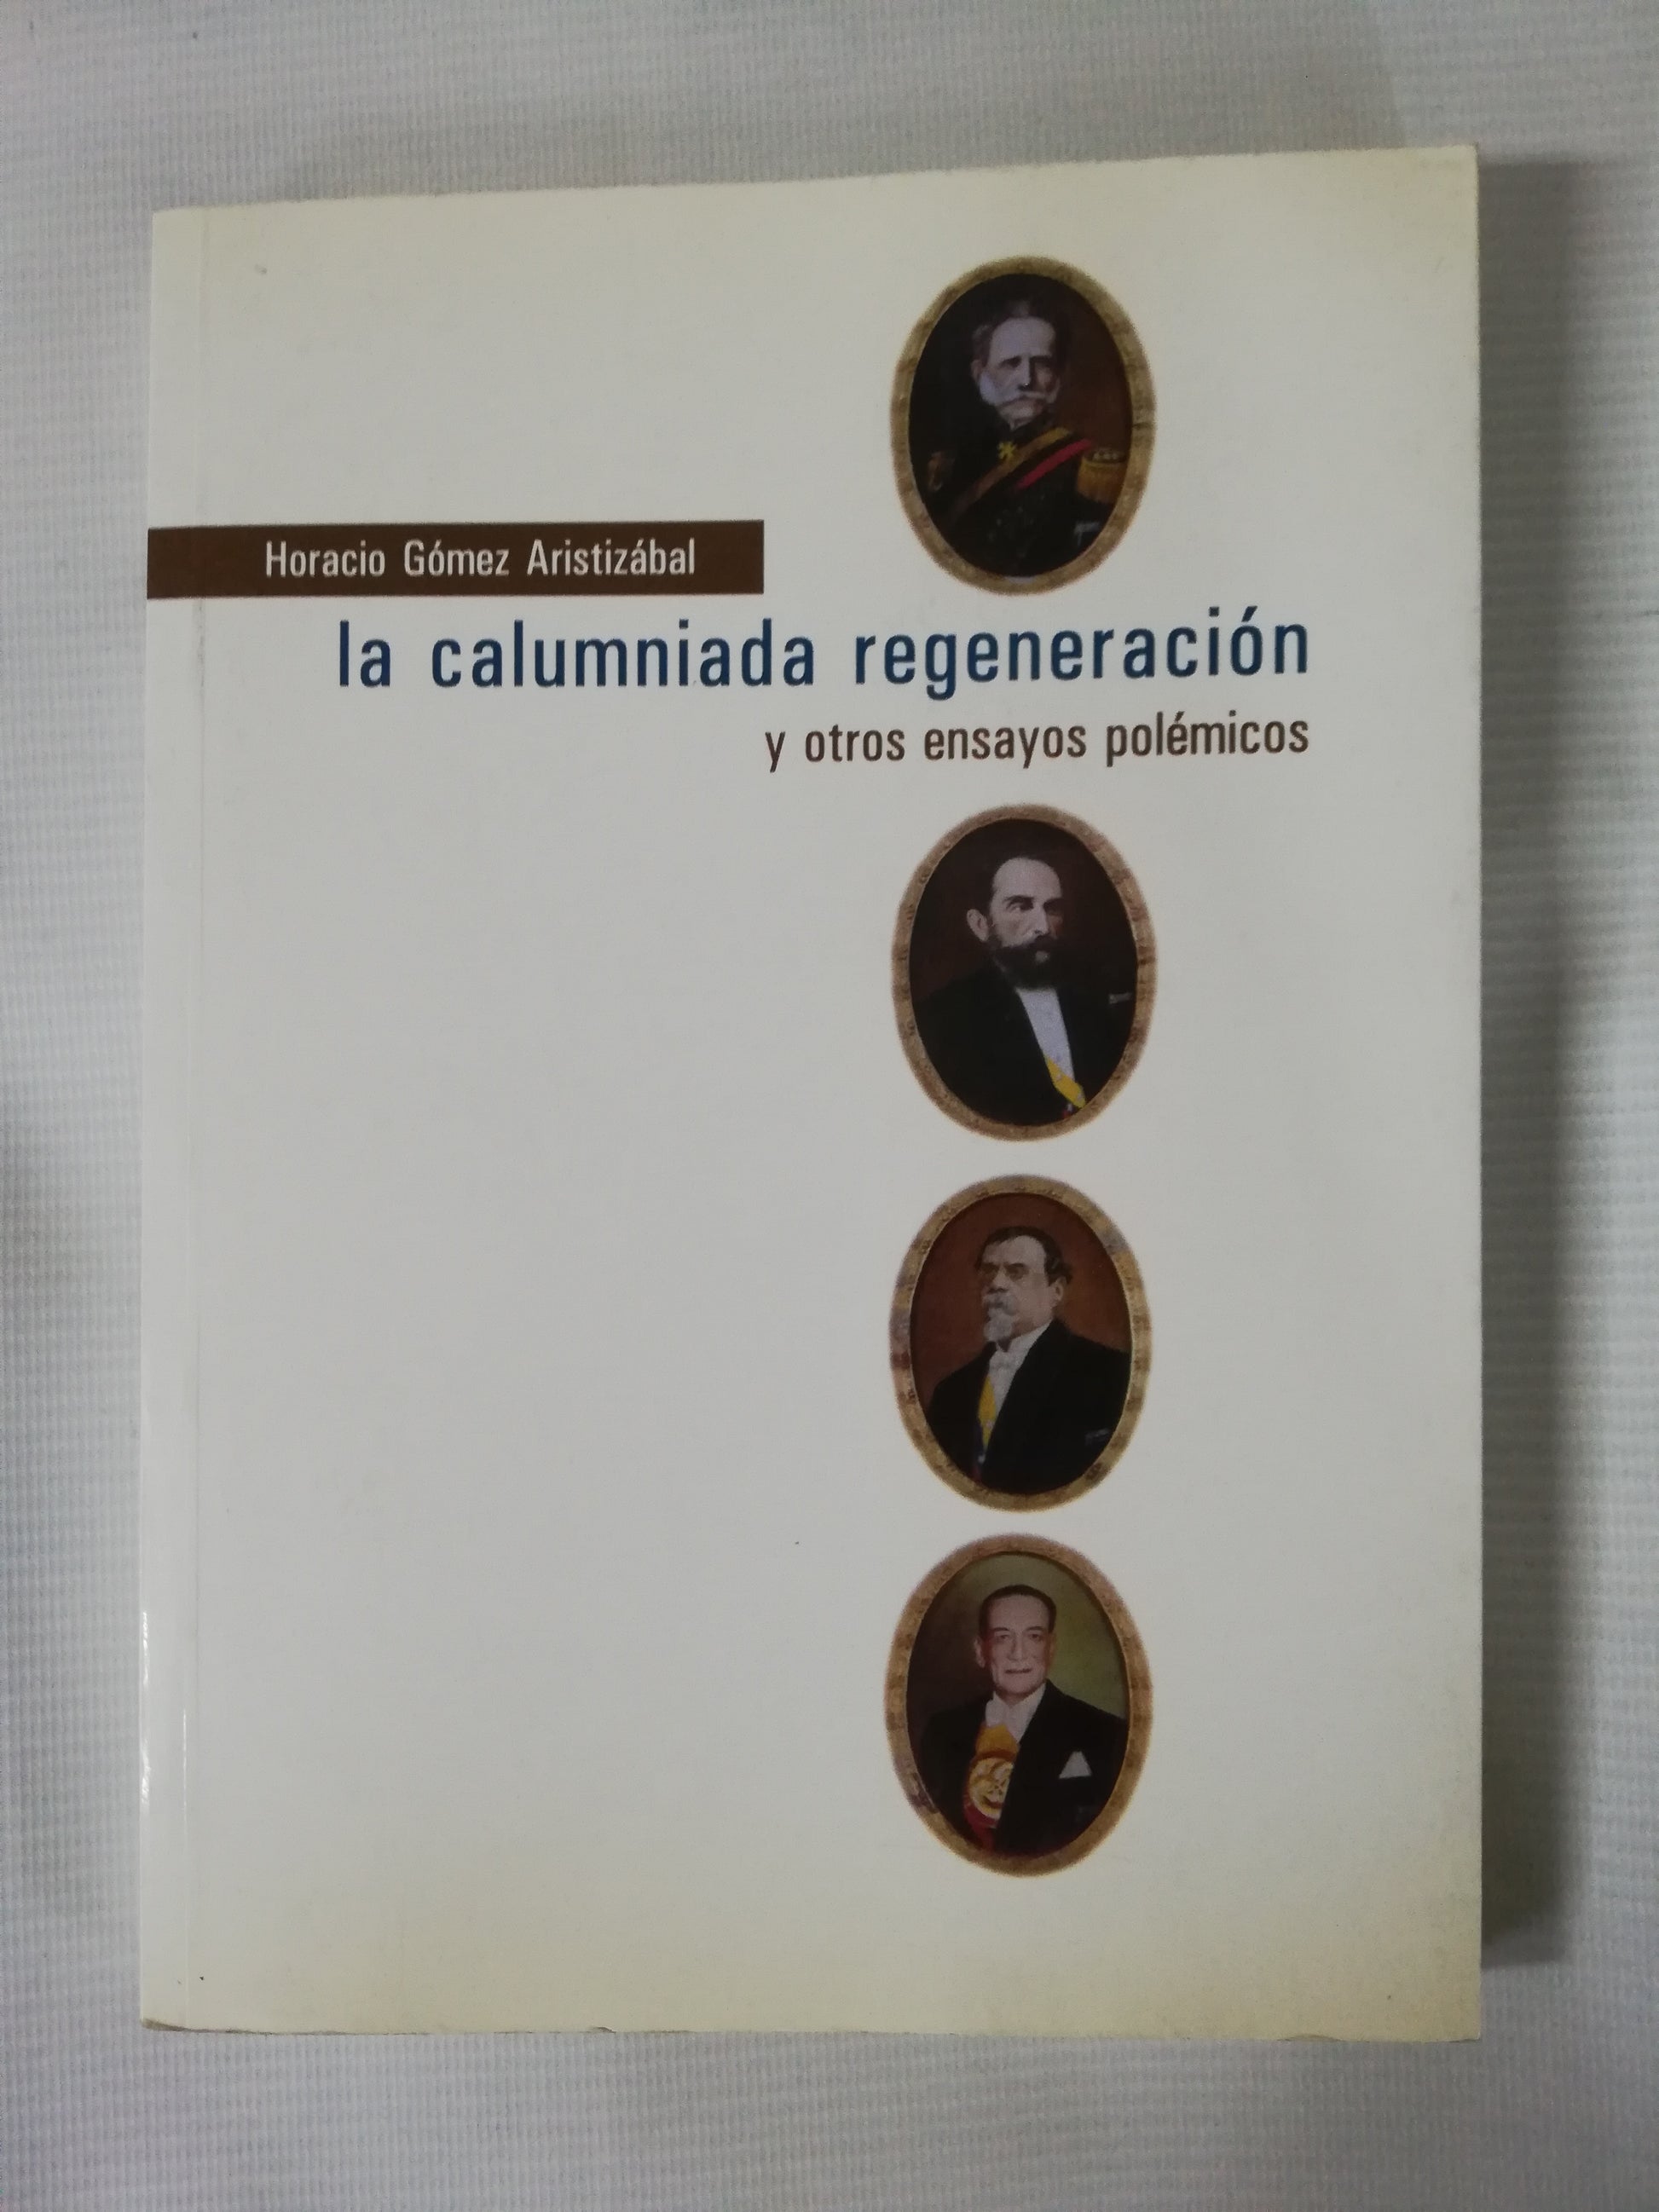 Horacio Gómez Aristizábal
la calumniada regeneración
y otros ensayos polémicos